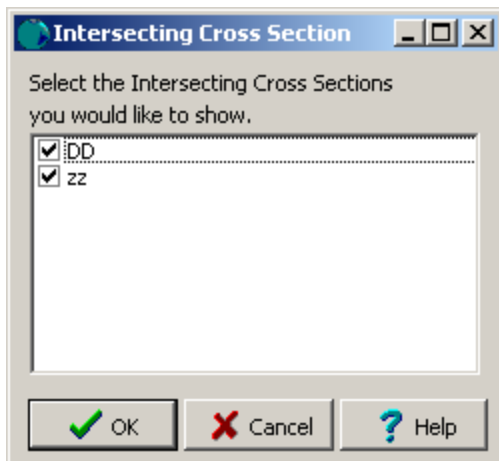 Intersecting Cross Section
Select the Intersecting Cross Sections
you would like to show.
DD
zz
OK
Cancel
Help